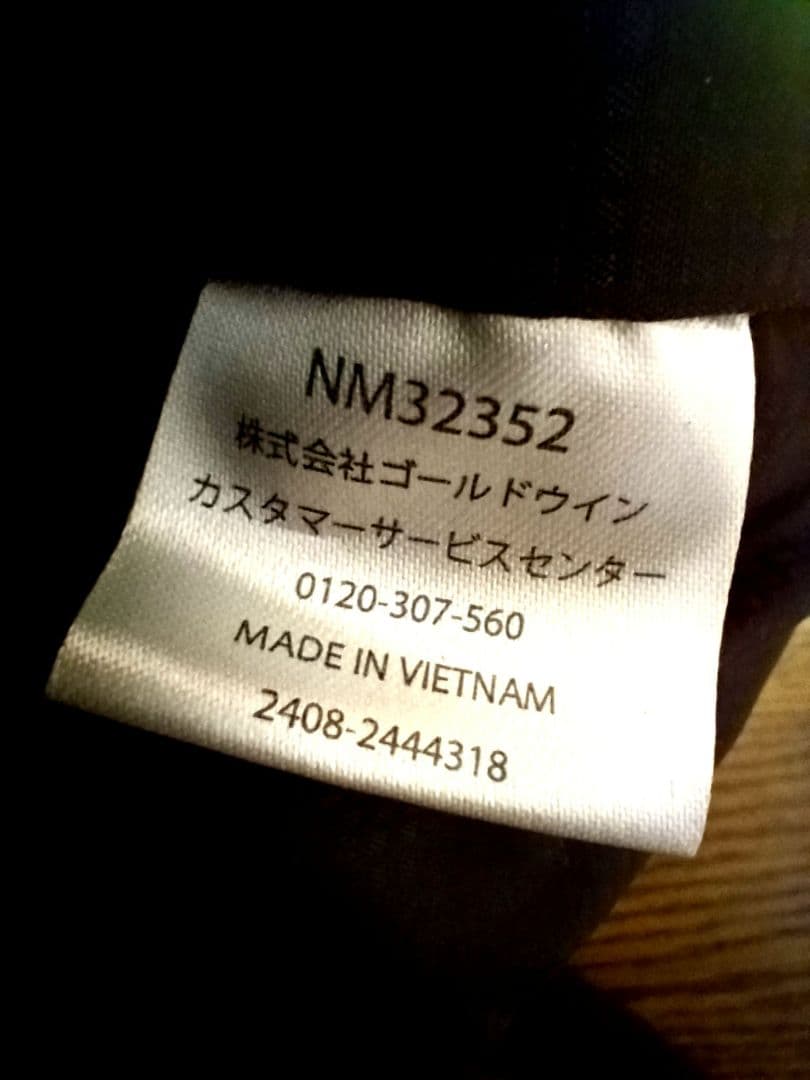 NM32352
株式会社ゴールドウイン
カスタマーサービスセンター
0120-307-560
MADE IN VIETNAM
2408-2444318